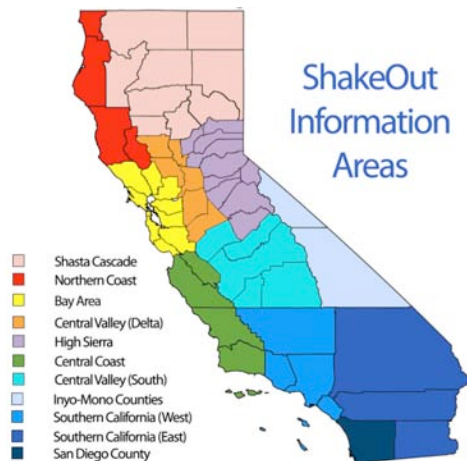 ShakeOut
Information
Areas
Shasta Cascade
Northern Coast
Bay Area
Central Valley (Delta)
High Sierra
Central Coast
Central Valley (South)
Inyo-Mono Counties
Southern California (West)
Southern California (East)
San Diego County